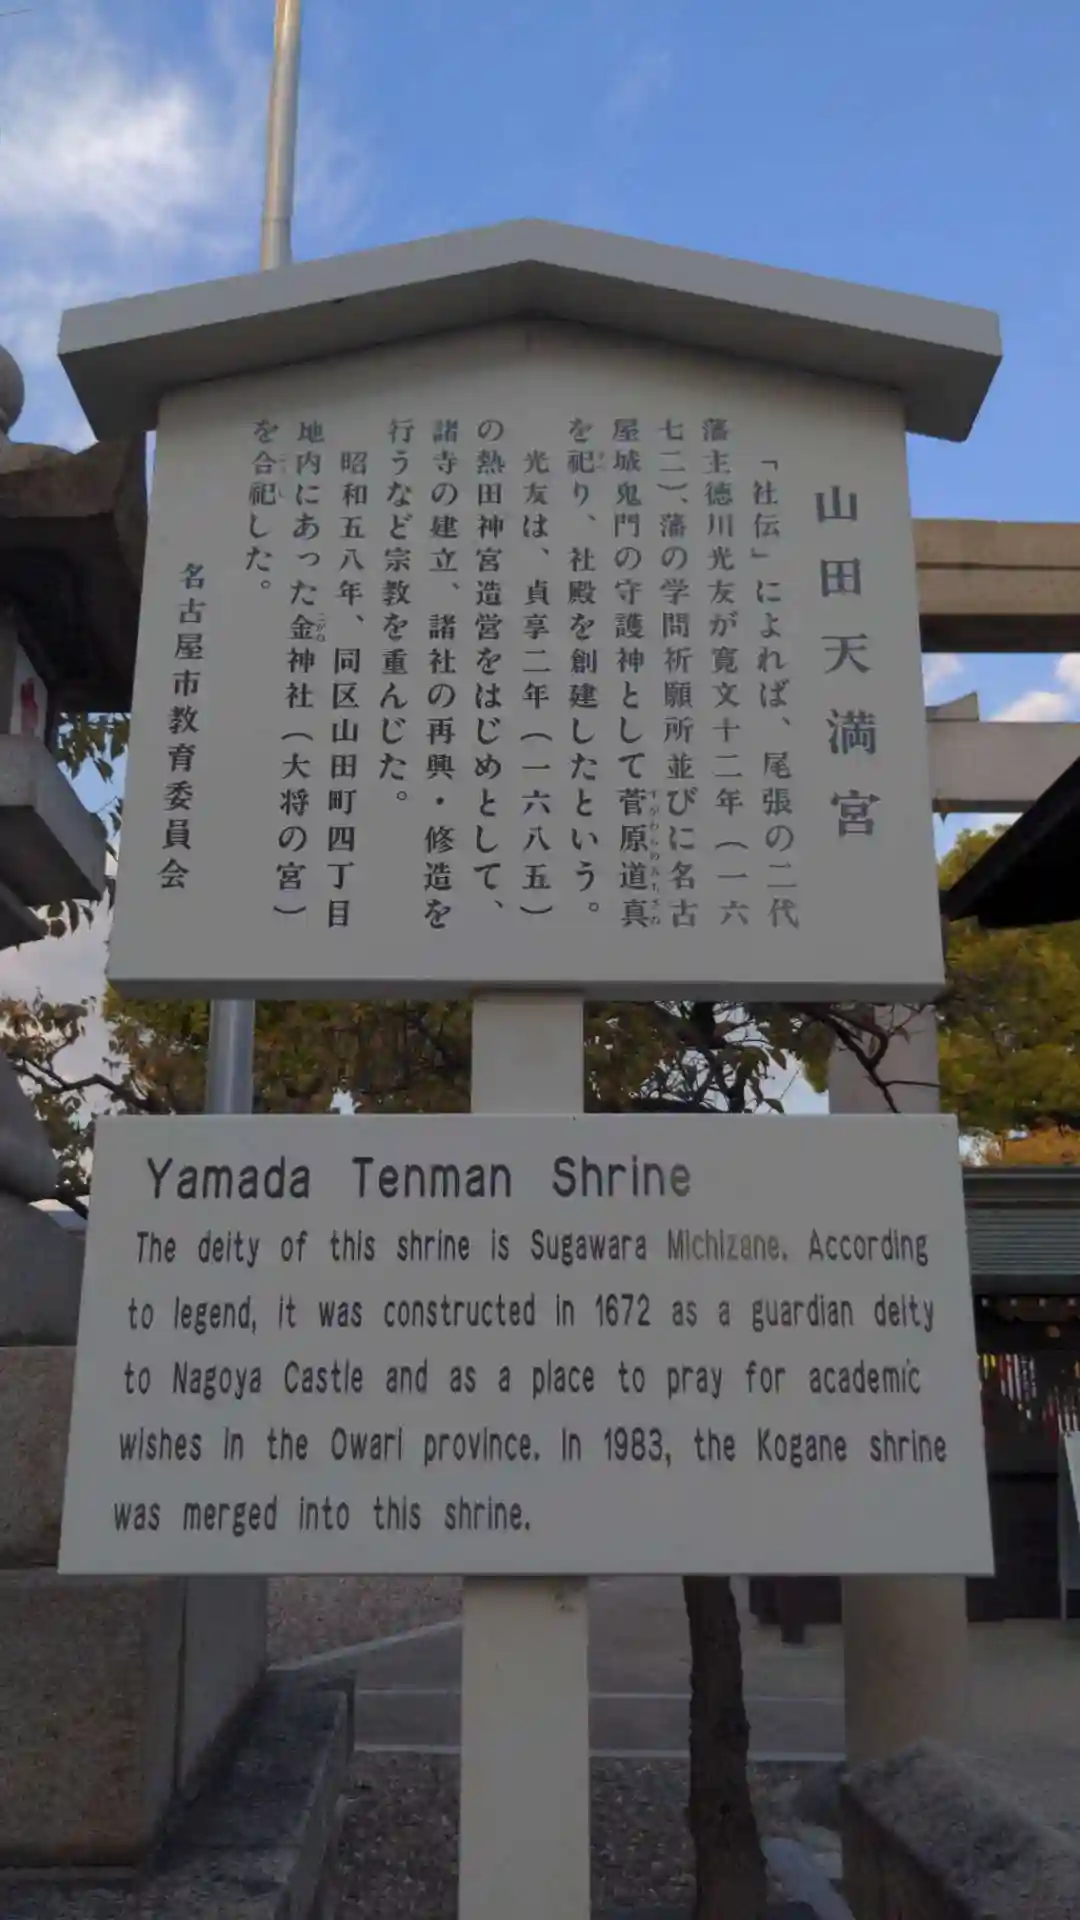 山田天満宮
「社伝」によれば、尾張の二代
藩主徳川光友が寛文十二年(一六
七二)、藩の学問祈願所並びに名古
屋城鬼門の守護神として菅原道真
を祀り、社殿を創建したという。
光友は、貞享二年(一六八五)
の熱田神宮造営をはじめとして、
諸寺の建立、諸社の再興・修造を
行うなど宗教を重んじた。
昭和五八年、同区山田町四丁目
地内にあった金神社(大将の宮)
を合祀した。
名古屋市教育委員会
Yamada Tenman Shrine
The deity of this shrine is Sugawara Michizane. According
to legend, it was constructed in 1672 as a guardian deity
to Nagoya Castle and as a place to pray for academic
wishes in the Owari province. In 1983, the Kogane shrine
was merged into this shrine.